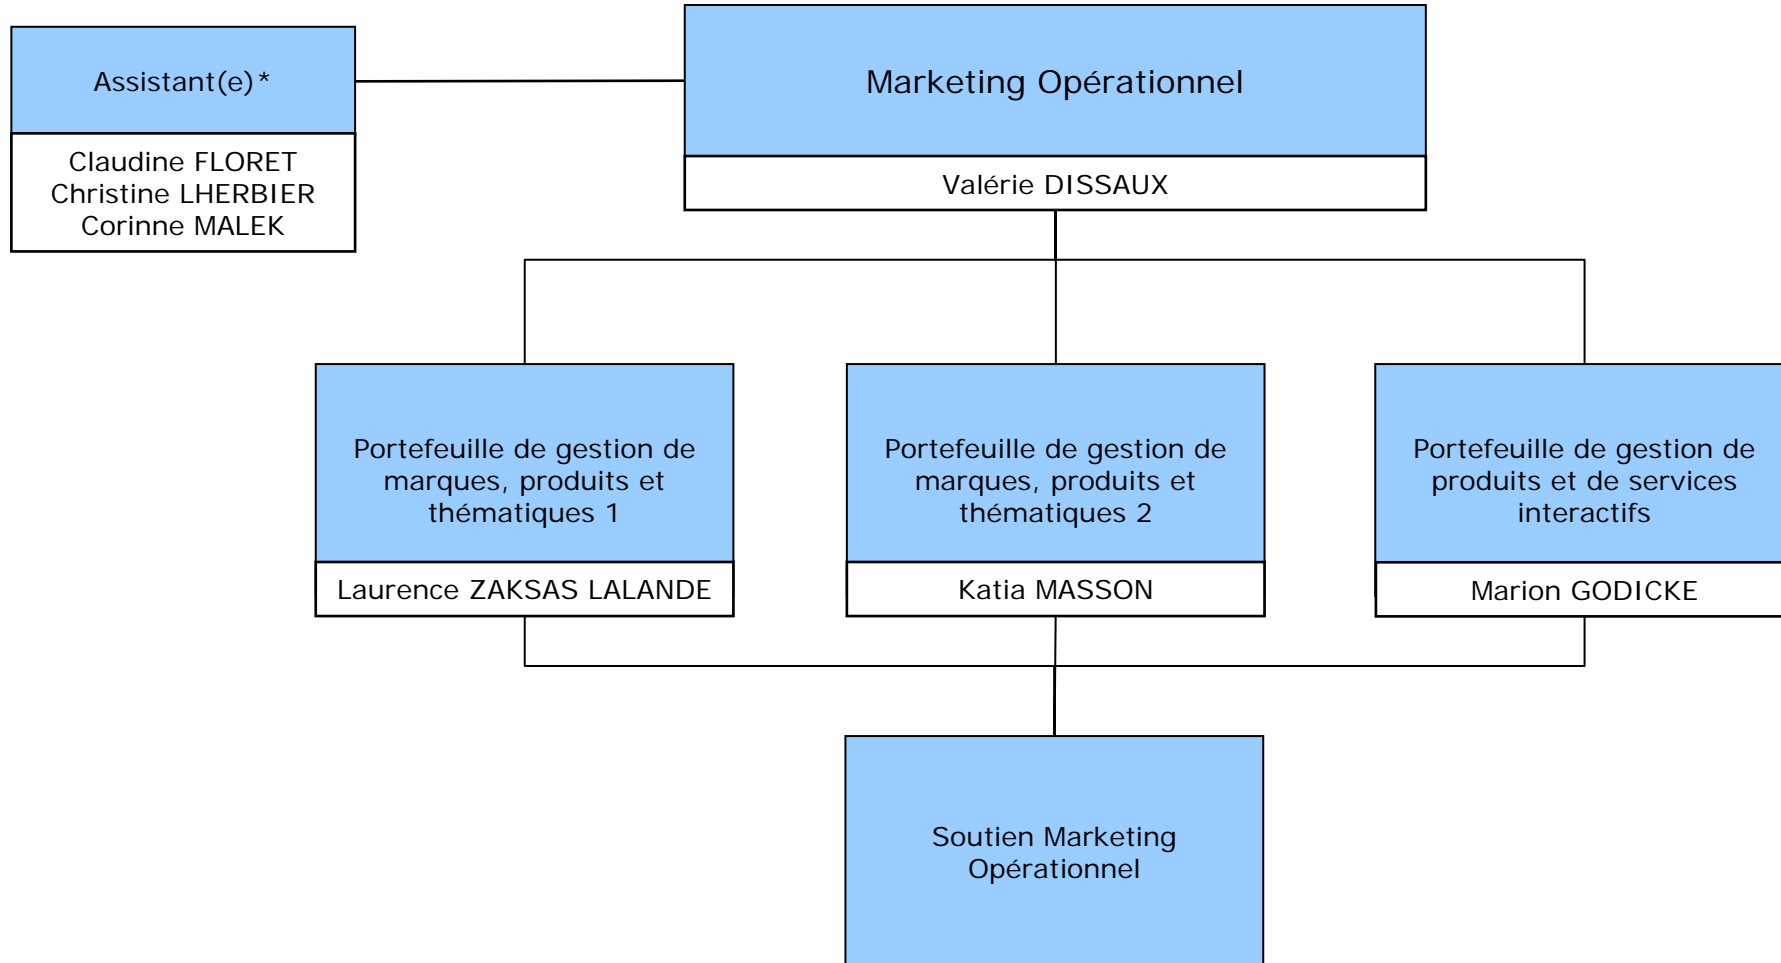 Assistant(e)*
Claudine FLORET
Christine LHERBIER
Corinne MALEK
Marketing Opérationnel
Valérie DISSAUX
Portefeuille de gestion de
marques, produits et
thématiques 1
Laurence ZAKSAS LALANDE
Portefeuille de gestion de
marques, produits et
thématiques 2
Katia MASSON
Portefeuille de gestion de
produits et de services
interactifs
Marion GODICKE
Soutien Marketing
Opérationnel